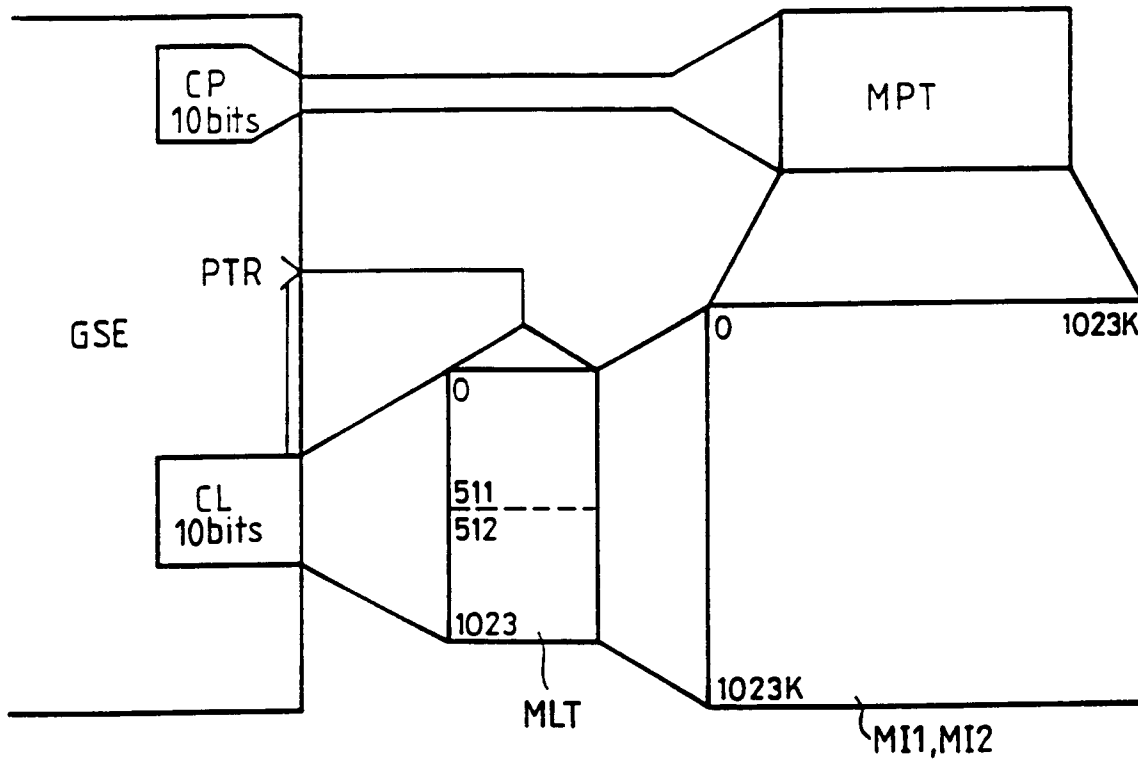 CP
10bits
MPT
PTR
GSE
0
1023K
0
511
512
CL
10bits
1023
1023K
MLT
MI1,MI2